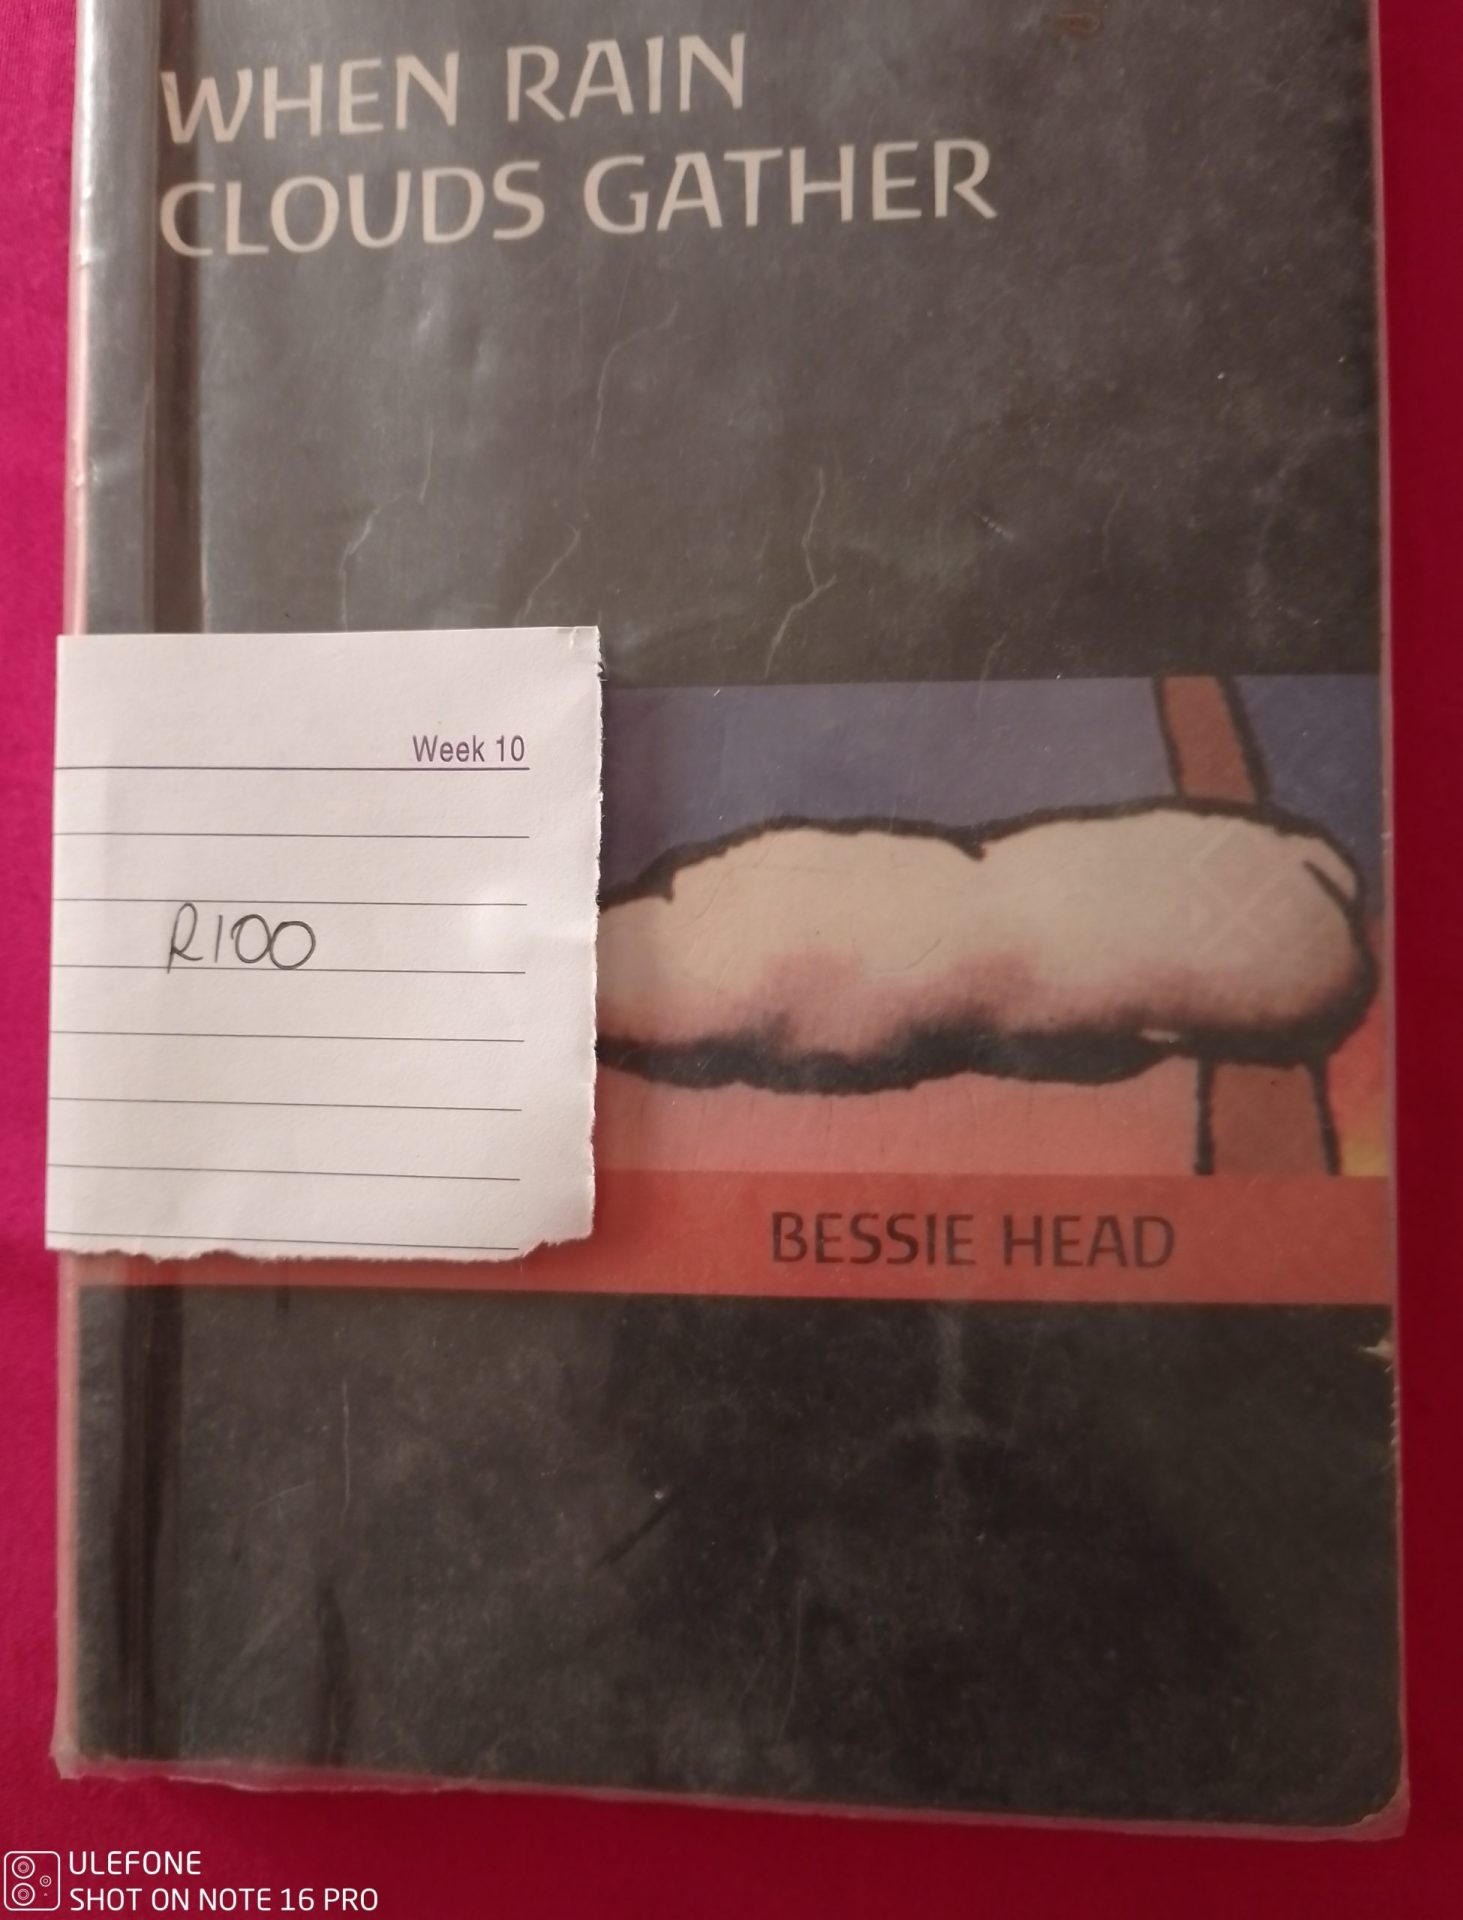 WHEN RAIN
CLOUDS GATHER
Week 10
R100
BESSIE HEAD
ULEFONE
SHOT ON NOTE 16 PRO